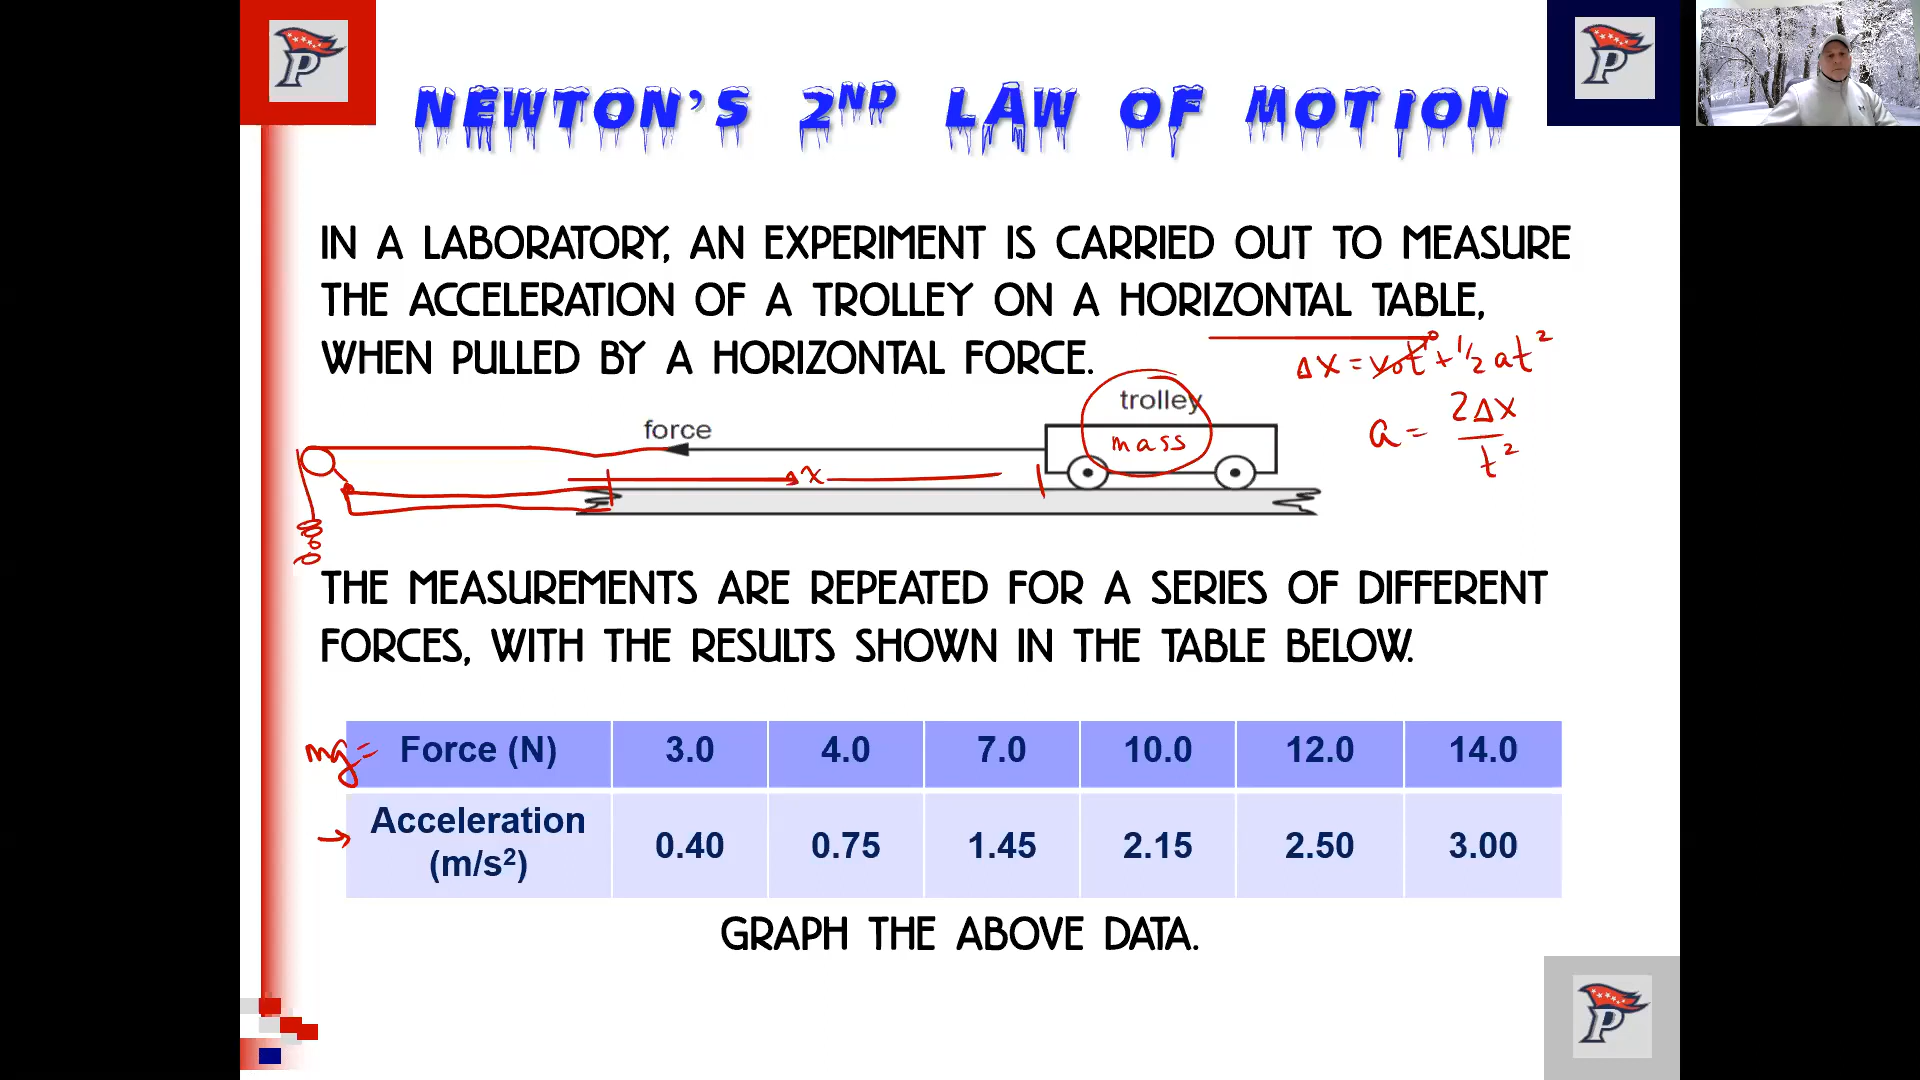 P
P
NEWTON'S 2ND LAW OF MOTION
IN A LABORATORY, AN EXPERIMENT IS CARRIED OUT TO MEASURE
THE ACCELERATION OF A TROLLEY ON A HORIZONTAL TABLE,
WHEN PULLED BY A HORIZONTAL FORCE.
Δx = v₀t⁰ + 1/2 at²
a = 2Δx / t²
trolley
mass
force
x
THE MEASUREMENTS ARE REPEATED FOR A SERIES OF DIFFERENT
FORCES, WITH THE RESULTS SHOWN IN THE TABLE BELOW.
mg = Force (N) 3.0 4.0 7.0 10.0 12.0 14.0
→ Acceleration
(m/s²) 0.40 0.75 1.45 2.15 2.50 3.00
GRAPH THE ABOVE DATA.
P